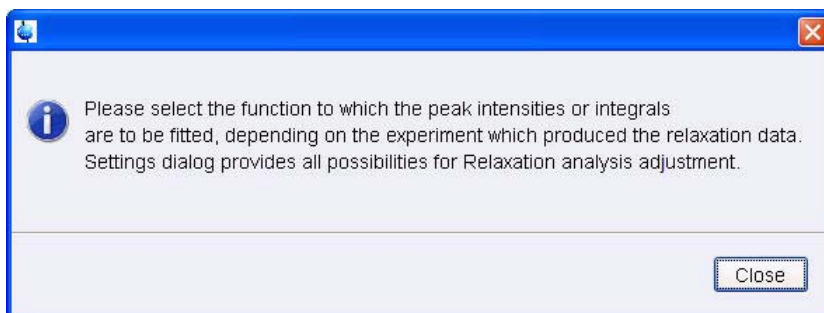 Please select the function to which the peak intensities or integrals
are to be fitted, depending on the experiment which produced the relaxation data.
Settings dialog provides all possibilities for Relaxation analysis adjustment.
Close